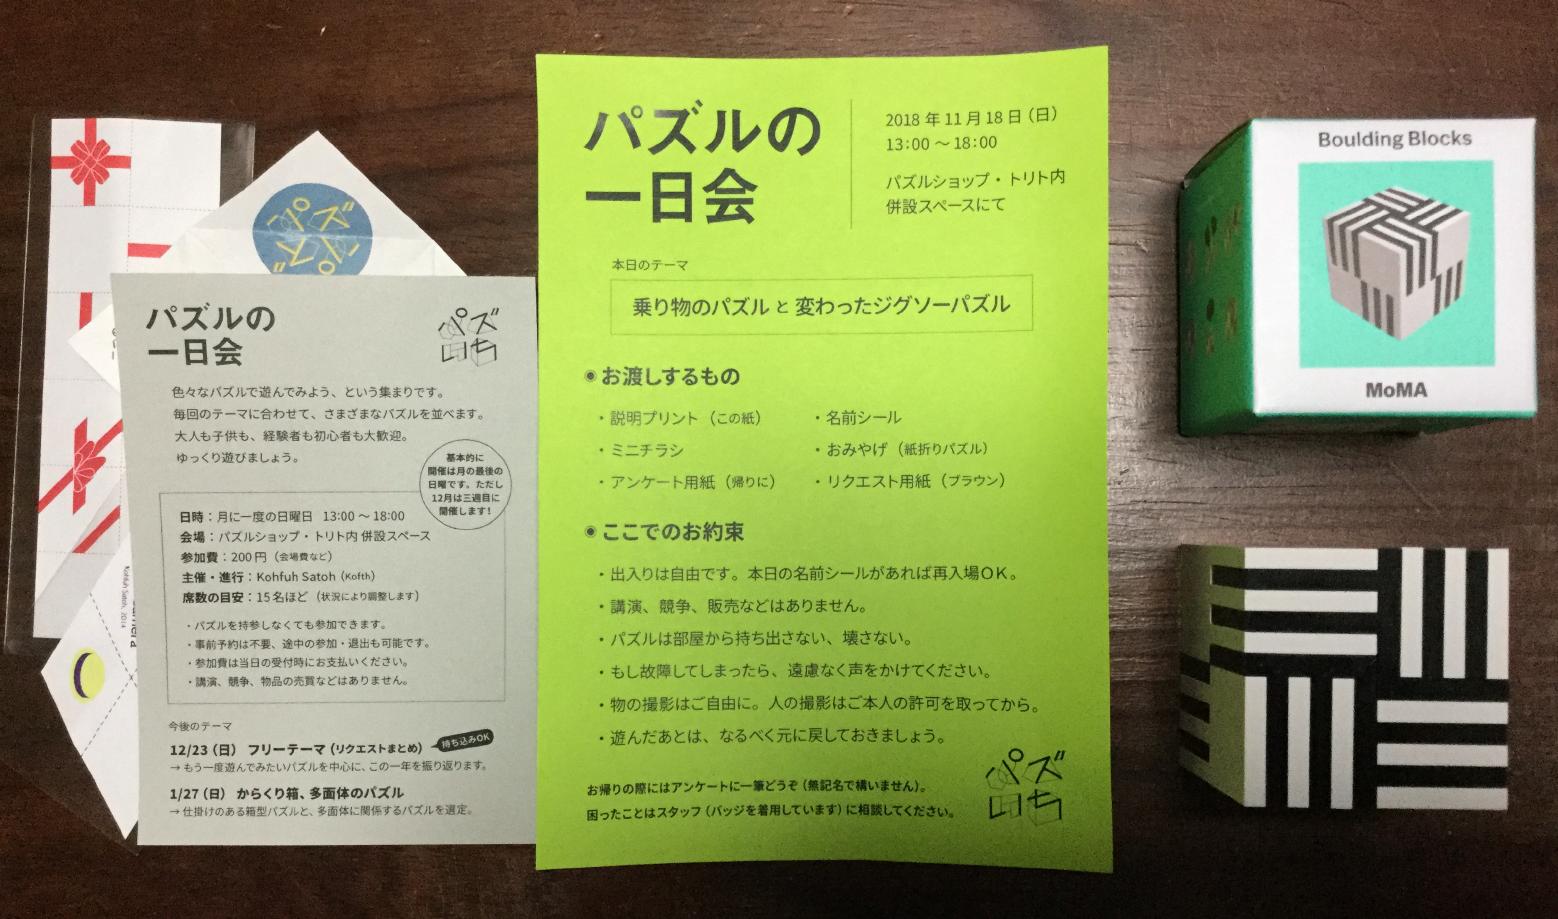 パズルの
一日会
色々なパズルで遊んでみよう、という集まりです。
毎回のテーマに合わせて、さまざまなパズルを並べます。
大人も子供も、経験者も初心者も大歓迎。
ゆっくり遊びましょう。
基本的に
開催は月の最後の
日曜です。ただし
12月は三週目に
開催します！
日時：月に一度の日曜日 13:00 〜 18:00
会場：パズルショップ・トリト内 併設スペース
参加費：200 円（会場費など）
主催・進行：Kohfuh Satoh（Kofth）
席数の目安：15 名ほど（状況により調整します）
・パズルを持参しなくても参加できます。
・事前予約は不要、途中の参加・退出も可能です。
・参加費は当日の受付時にお支払いください。
・講演、競争、物品の売買などはありません。
今後のテーマ
12/23（日） フリーテーマ（リクエストまとめ） 持ち込みOK
→ もう一度遊んでみたいパズルを中心に、この一年を振り返ります。
1/27（日） からくり箱、多面体のパズル
→ 仕掛けのある箱型パズルと、多面体に関係するパズルを選定。
Kohfuh Satoh, 2014
パズルの
一日会
2018 年 11 月 18 日（日）
13:00 〜 18:00
パズルショップ・トリト内
併設スペースにて
本日のテーマ
乗り物のパズル と 変わったジグソーパズル
◉ お渡しするもの
・説明プリント（この紙）
・名前シール
・ミニチラシ
・おみやげ（紙折りパズル）
・アンケート用紙（帰りに）
・リクエスト用紙（ブラウン）
◉ ここでのお約束
・出入りは自由です。本日の名前シールがあれば再入場OK。
・講演、競争、販売などはありません。
・パズルは部屋から持ち出さない、壊さない。
・もし故障してしまったら、遠慮なく声をかけてください。
・物の撮影はご自由に。人の撮影はご本人の許可を取ってから。
・遊んだあとは、なるべく元に戻しておきましょう。
お帰りの際にはアンケートに一筆どうぞ（無記名で構いません）。
困ったことはスタッフ（バッジを着用しています）に相談してください。
Boulding Blocks
MoMA